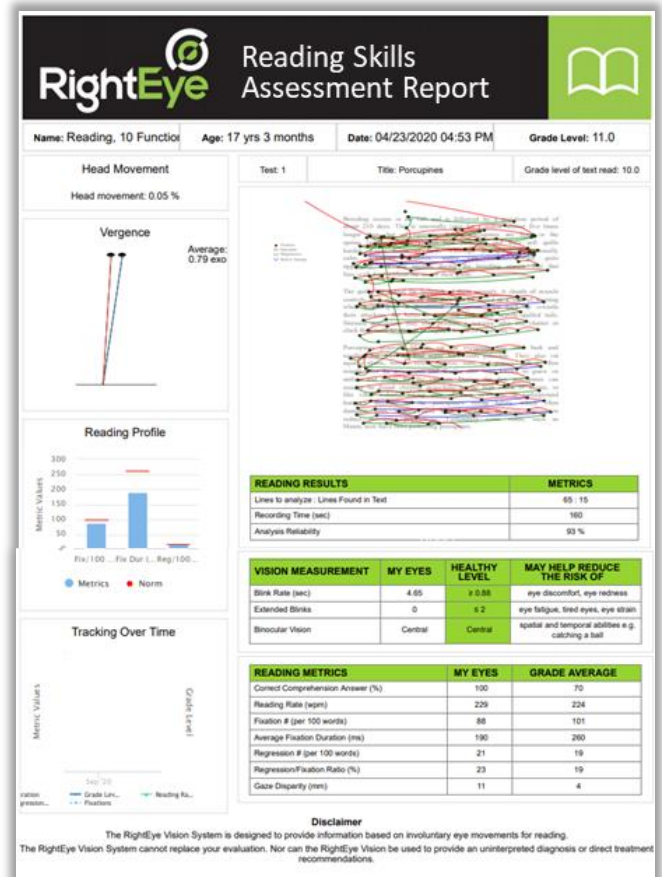 RightEye
Reading Skills
Assessment Report
Name: Reading, 10 Function
Age: 17 yrs 3 months
Date: 04/23/2020 04:53 PM
Grade Level: 11.0
Head Movement
Head movement: 0.05 %
Test: 1
Title: Porcupines
Grade level of text read: 10.0
Vergence
Average:
0.79 exo
Reading Profile
Metric Values
300
250
200
150
100
50
Fix/100 ...
Fix Dur (...
Reg/100...
Metrics
Norm
Tracking Over Time
Metric Values
Grade Level
Sep '20
Grade Lev...
Reading Ra...
Fixations
READING RESULTS METRICS
Lines to analyze : Lines Found in Text 65 : 15
Recording Time (sec) 160
Analysis Reliability 93 %
VISION MEASUREMENT MY EYES HEALTHY LEVEL MAY HELP REDUCE THE RISK OF
Blink Rate (sec) 4.65 ≥ 0.88 eye discomfort, eye redness
Extended Blinks 0 ≤ 2 eye fatigue, tired eyes, eye strain
Binocular Vision Central Central spatial and temporal abilities e.g. catching a ball
READING METRICS MY EYES GRADE AVERAGE
Correct Comprehension Answer (%) 100 70
Reading Rate (wpm) 229 224
Fixation # (per 100 words) 88 101
Average Fixation Duration (ms) 190 260
Regression # (per 100 words) 21 19
Regression/Fixation Ratio (%) 23 19
Gaze Disparity (mm) 11 4
Disclaimer
The RightEye Vision System is designed to provide information based on involuntary eye movements for reading.
The RightEye Vision System cannot replace your evaluation. Nor can the RightEye Vision be used to provide an uninterpreted diagnosis or direct treatment
recommendations.